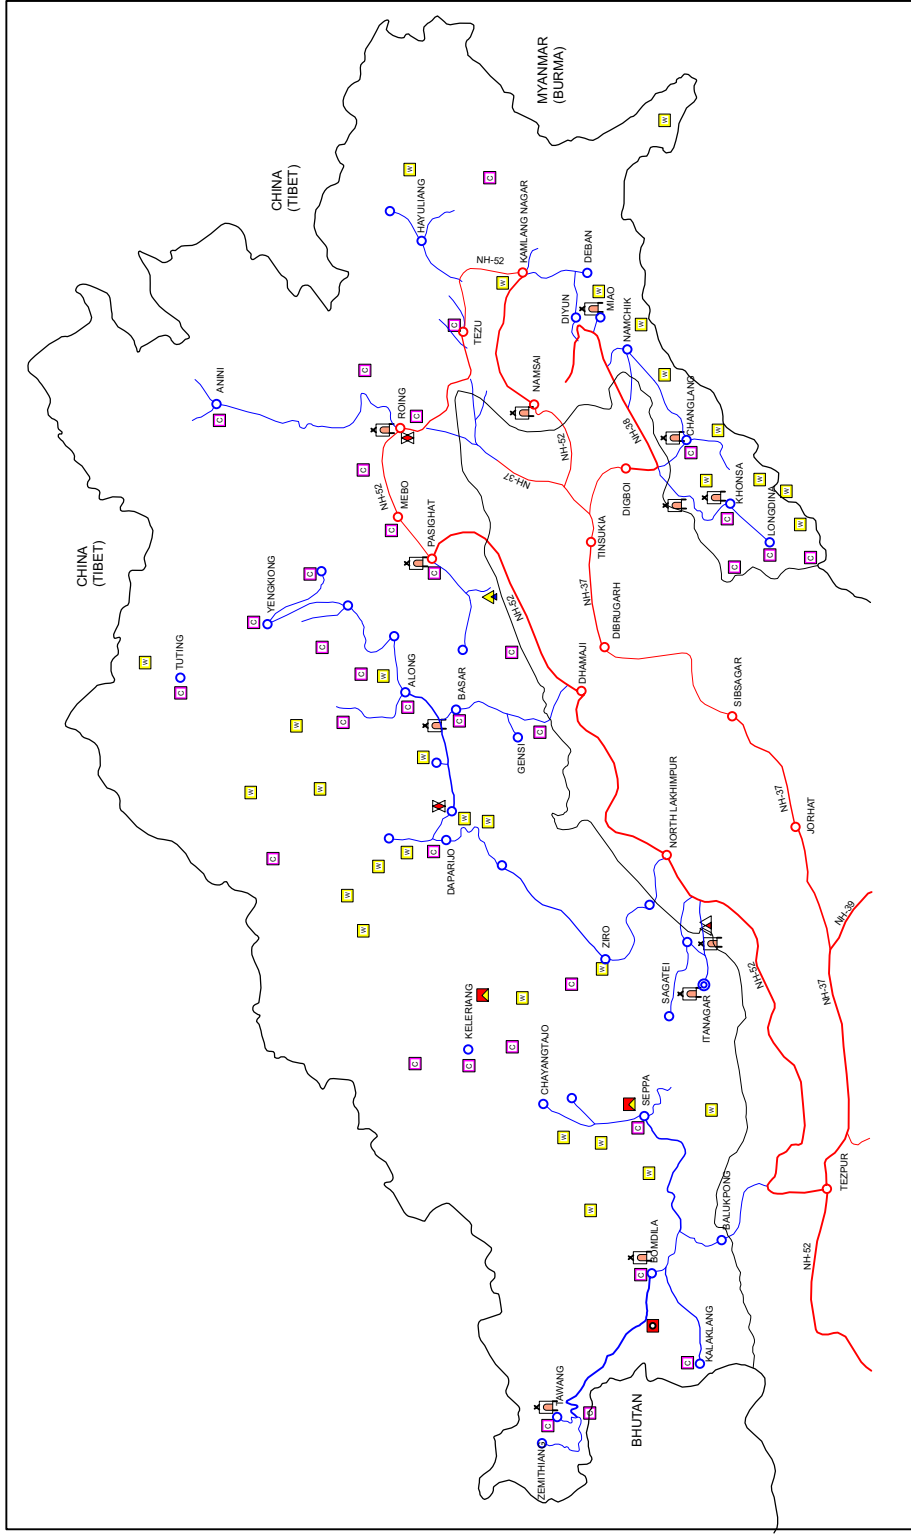 CHINA
(TIBET)
CHINA
(TIBET)
MYANMAR
(BURMA)
BHUTAN
TUTING
YENGKIONG
ANINI
HAYULIANG
ROING
MEBO
PASIGHAT
NH-52
TEZU
NH-52
KAMLANG NAGAR
DEBAN
DIYUN
MIAO
NAMCHIK
NAMSAI
NH-52
NH-37
NH-38
CHANGLANG
KHONSA
LONGDING
DIGBOI
TINSUKIA
NH-37
DIBRUGARH
SIBSAGAR
NH-37
JORHAT
NH-39
NH-37
NH-52
DHAMAJI
ALONG
BASAR
GENSI
DAPARIJO
NORTH LAKHIMPUR
ZIRO
SAGATEI
ITANAGAR
NH-52
KELERIANG
CHAYANGTAJO
SEPPA
BALUKPONG
TEZPUR
NH-52
BOMDILA
KALAKLANG
TAWANG
ZEMITHIANG